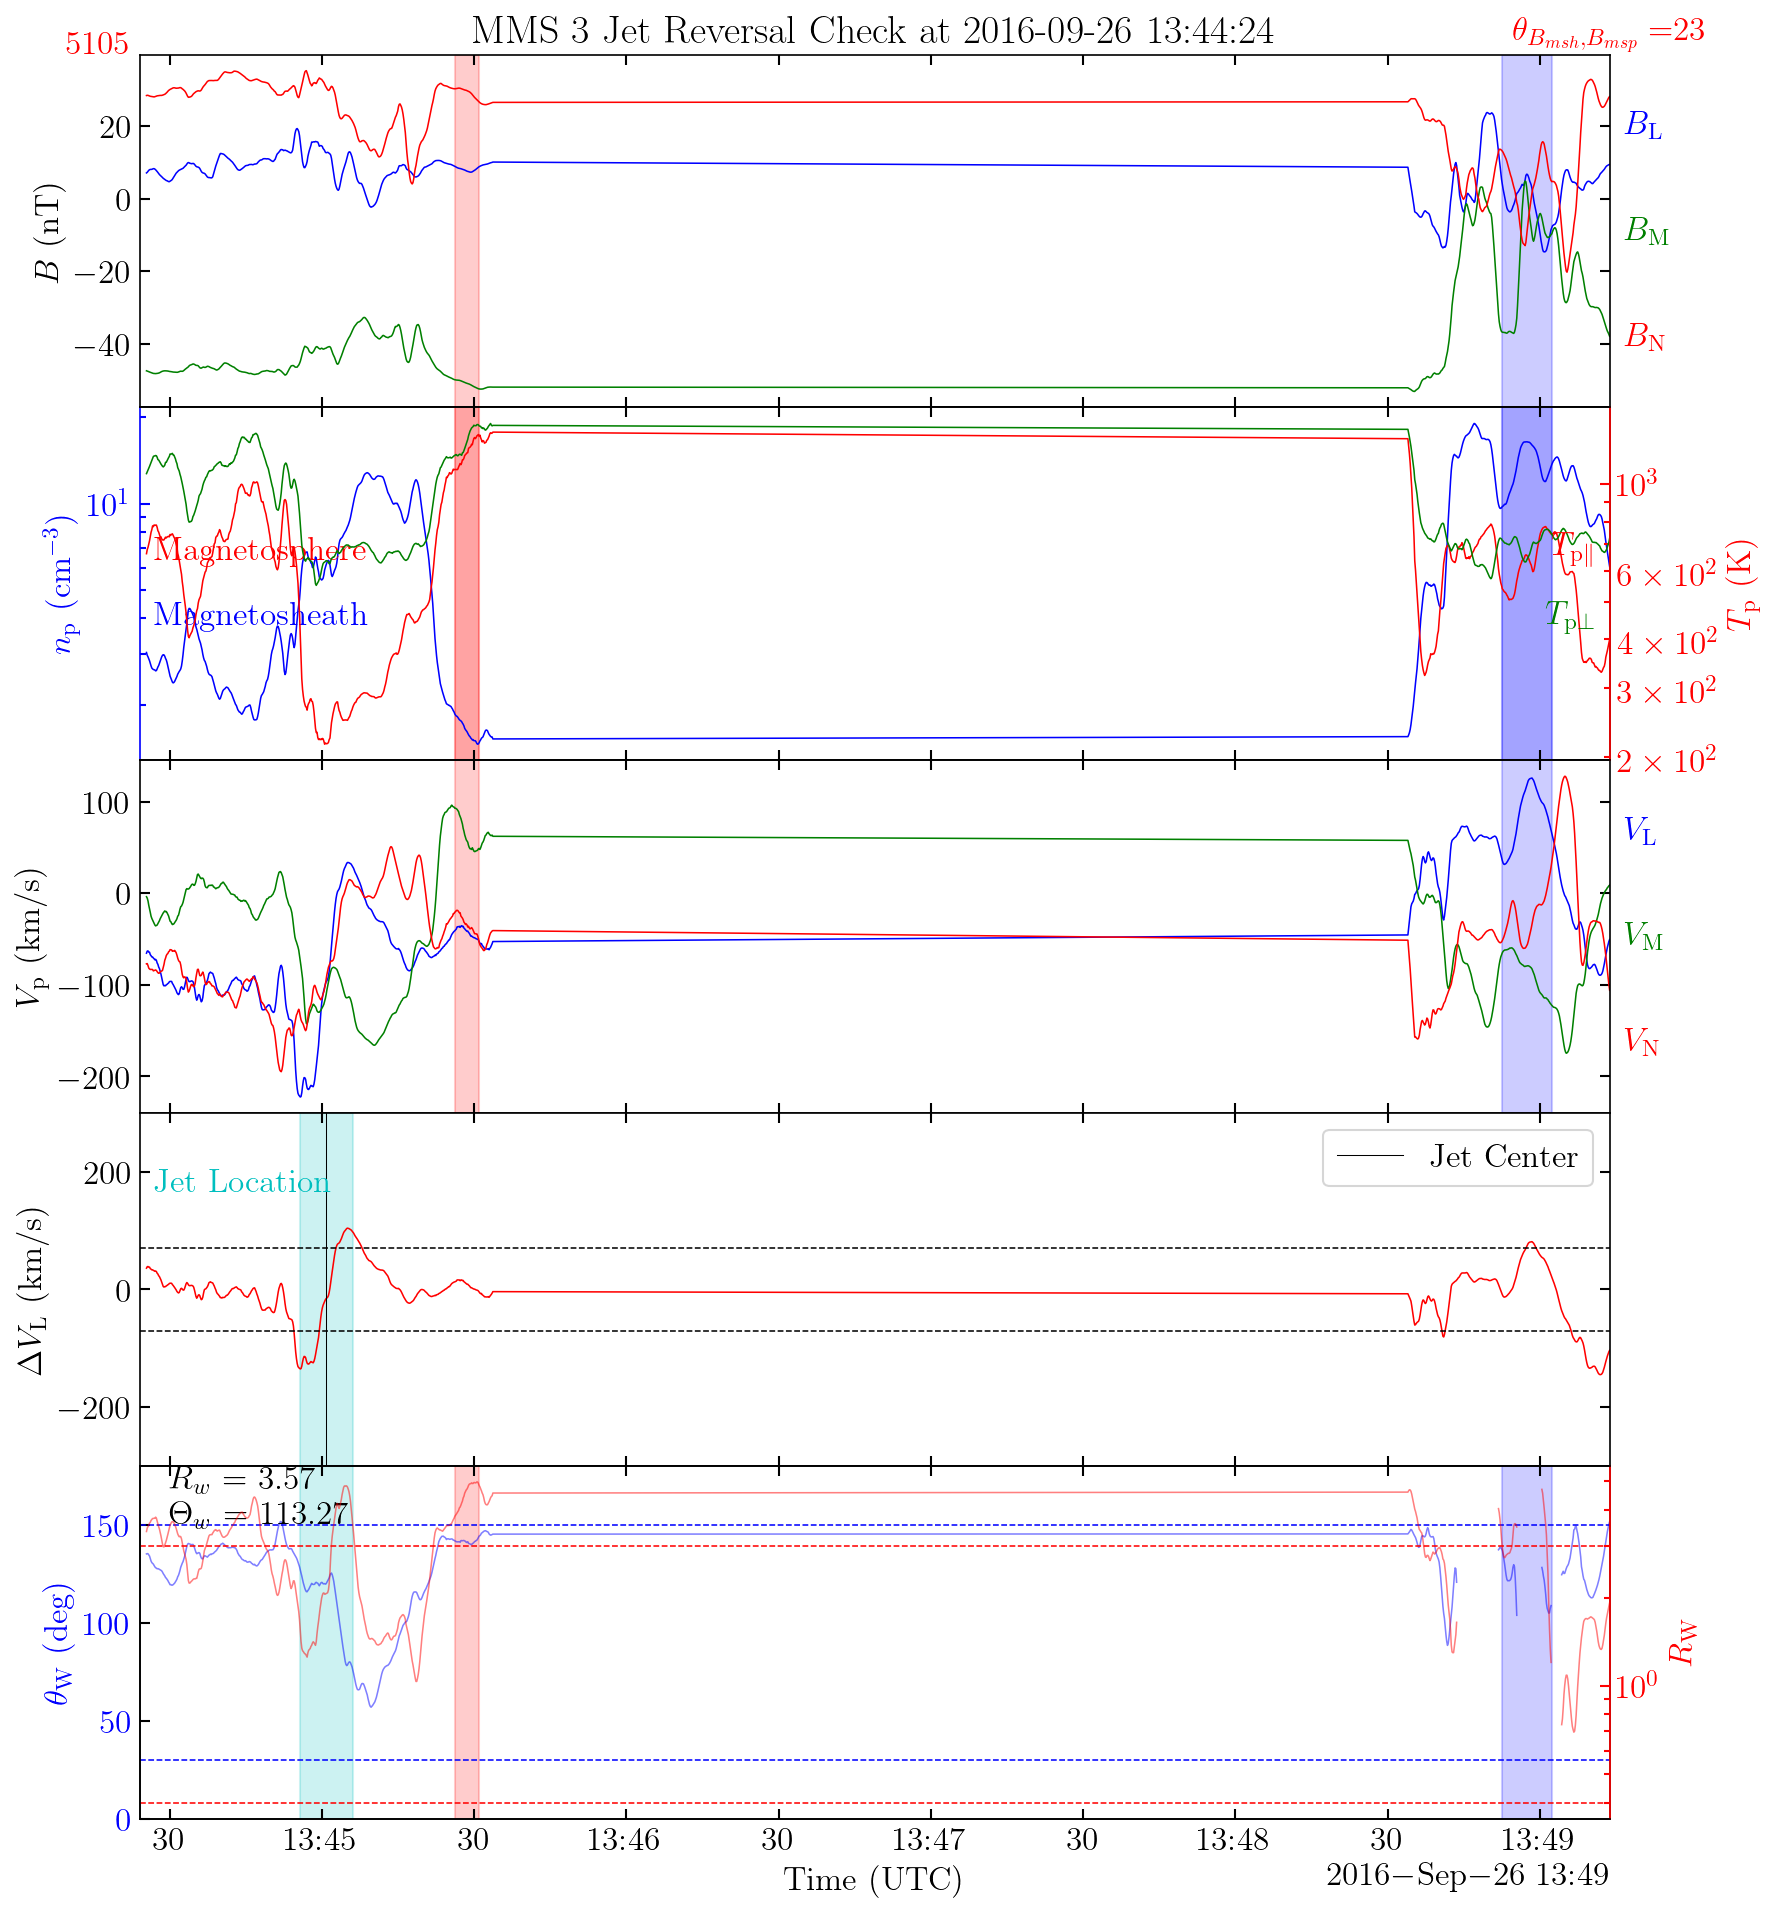 MMS 3 Jet Reversal Check at 2016-09-26 13:44:24
5105
θ_{B_{msh},B_{msp}} =23
20
0
−20
−40
B (nT)
B_L
B_M
B_N
10^1
n_p (cm^{−3})
Magnetosphere
Magnetosheath
T_{p∥}
T_{p⊥}
10^3
6 × 10^2
4 × 10^2
3 × 10^2
2 × 10^2
T_p (K)
100
0
−100
−200
V_p (km/s)
V_L
V_M
V_N
200
0
−200
ΔV_L (km/s)
Jet Location
Jet Center
R_w = 3.57
Θ_w = 113.27
150
100
50
0
θ_W (deg)
10^0
R_W
30 13:45 30 13:46 30 13:47 30 13:48 30 13:49
Time (UTC)
2016−Sep−26 13:49